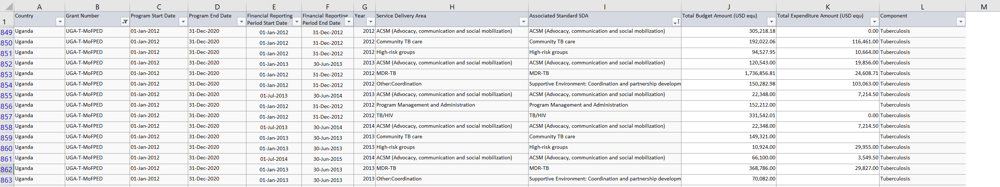 A B C D E F G H I J K L M
1 Country Grant Number Program Start Date Program End Date Financial Reporting Period Start Date Financial Reporting Period End Date Year Service Delivery Area Associated Standard SDA Total Budget Amount (USD equ) Total Expenditure Amount (USD equ) Component
849 Uganda UGA-T-MoFPED 01-Jan-2012 31-Dec-2020 01-Jan-2012 31-Dec-2012 2012 ACSM (Advocacy, communication and social mobilization) ACSM (Advocacy, communication and social mobilization) 305,218.18 0.00 Tuberculosis
850 Uganda UGA-T-MoFPED 01-Jan-2012 31-Dec-2020 01-Jan-2012 31-Dec-2012 2012 Community TB care Community TB care 192,022.06 116,461.00 Tuberculosis
851 Uganda UGA-T-MoFPED 01-Jan-2012 31-Dec-2020 01-Jan-2012 31-Dec-2012 2012 High-risk groups High-risk groups 94,527.95 10,664.00 Tuberculosis
852 Uganda UGA-T-MoFPED 01-Jan-2012 31-Dec-2020 01-Jan-2013 30-Jun-2013 2013 ACSM (Advocacy, communication and social mobilization) ACSM (Advocacy, communication and social mobilization) 120,543.00 19,856.00 Tuberculosis
853 Uganda UGA-T-MoFPED 01-Jan-2012 31-Dec-2020 01-Jan-2012 31-Dec-2012 2012 MDR-TB MDR-TB 1,736,856.81 24,608.71 Tuberculosis
854 Uganda UGA-T-MoFPED 01-Jan-2012 31-Dec-2020 01-Jan-2012 31-Dec-2012 2012 Other:Coordination Supportive Environment: Coordination and partnership developm 150,282.98 103,063.00 Tuberculosis
855 Uganda UGA-T-MoFPED 01-Jan-2012 31-Dec-2020 01-Jul-2013 30-Jun-2014 2013 ACSM (Advocacy, communication and social mobilization) ACSM (Advocacy, communication and social mobilization) 22,348.00 7,214.50 Tuberculosis
856 Uganda UGA-T-MoFPED 01-Jan-2012 31-Dec-2020 01-Jan-2012 31-Dec-2012 2012 Program Management and Administration Program Management and Administration 152,212.00 Tuberculosis
857 Uganda UGA-T-MoFPED 01-Jan-2012 31-Dec-2020 01-Jan-2012 31-Dec-2012 2012 TB/HIV TB/HIV 331,542.01 0.00 Tuberculosis
858 Uganda UGA-T-MoFPED 01-Jan-2012 31-Dec-2020 01-Jul-2013 30-Jun-2014 2014 ACSM (Advocacy, communication and social mobilization) ACSM (Advocacy, communication and social mobilization) 22,348.00 7,214.50 Tuberculosis
859 Uganda UGA-T-MoFPED 01-Jan-2012 31-Dec-2020 01-Jan-2013 30-Jun-2013 2013 Community TB care Community TB care 149,321.00 Tuberculosis
860 Uganda UGA-T-MoFPED 01-Jan-2012 31-Dec-2020 01-Jan-2013 30-Jun-2013 2013 High-risk groups High-risk groups 10,924.00 29,955.00 Tuberculosis
861 Uganda UGA-T-MoFPED 01-Jan-2012 31-Dec-2020 01-Jul-2014 30-Jun-2015 2014 ACSM (Advocacy, communication and social mobilization) ACSM (Advocacy, communication and social mobilization) 66,100.00 3,549.50 Tuberculosis
862 Uganda UGA-T-MoFPED 01-Jan-2012 31-Dec-2020 01-Jan-2013 30-Jun-2013 2013 MDR-TB MDR-TB 368,786.00 29,827.00 Tuberculosis
863 Uganda UGA-T-MoFPED 01-Jan-2012 31-Dec-2020 01-Jan-2013 30-Jun-2013 2013 Other:Coordination Supportive Environment: Coordination and partnership developm 70,082.00 Tuberculosis